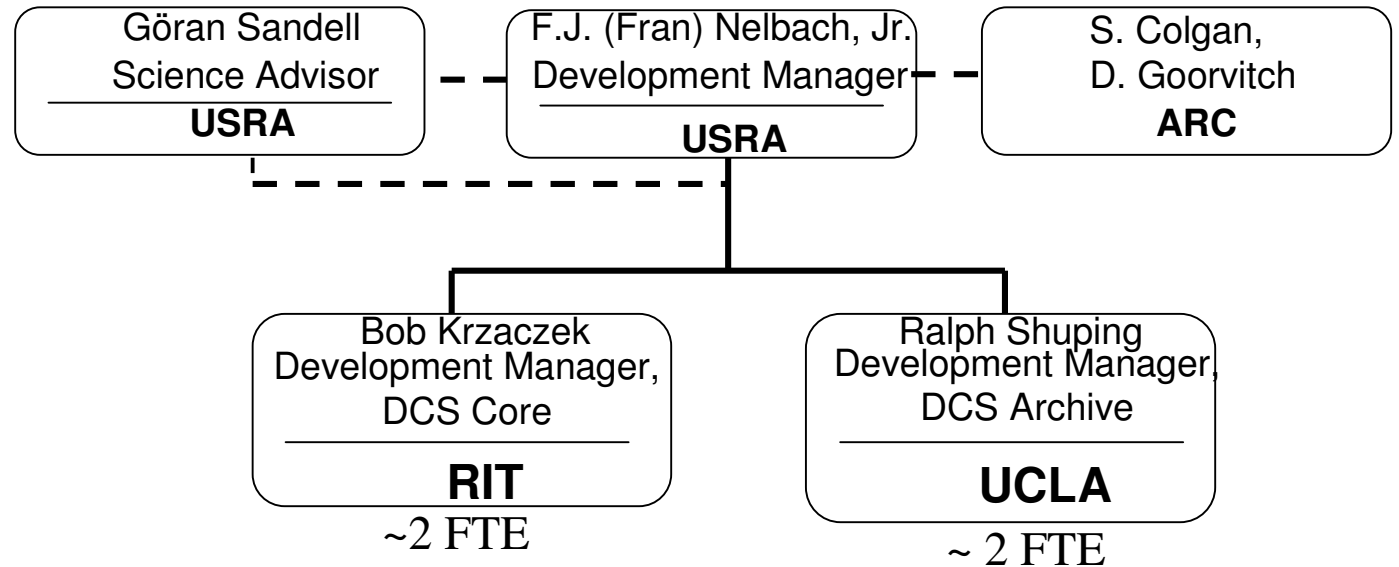 Göran Sandell
Science Advisor
USRA
F.J. (Fran) Nelbach, Jr.
Development Manager
USRA
S. Colgan,
D. Goorvitch
ARC
Bob Krzaczek
Development Manager,
DCS Core
RIT
~2 FTE
Ralph Shuping
Development Manager,
DCS Archive
UCLA
~ 2 FTE